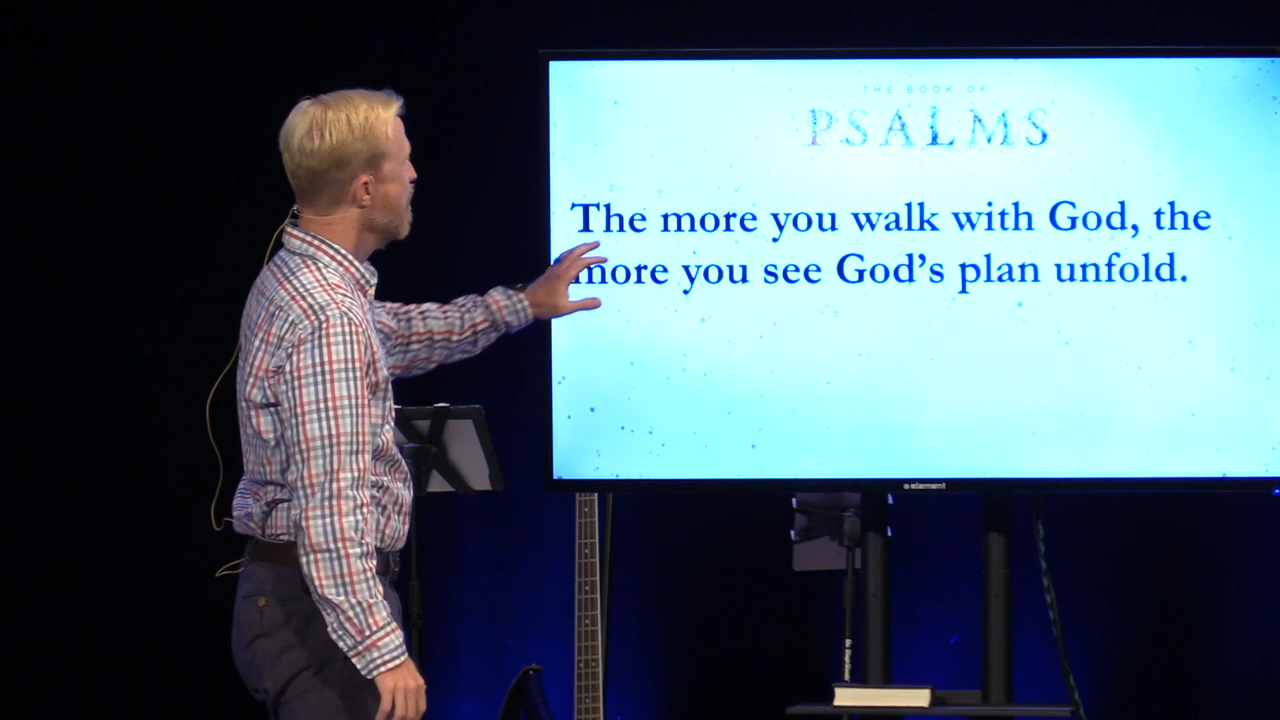 THE BOOK OF
PSALMS
The more you walk with God, the
more you see God's plan unfold.
element